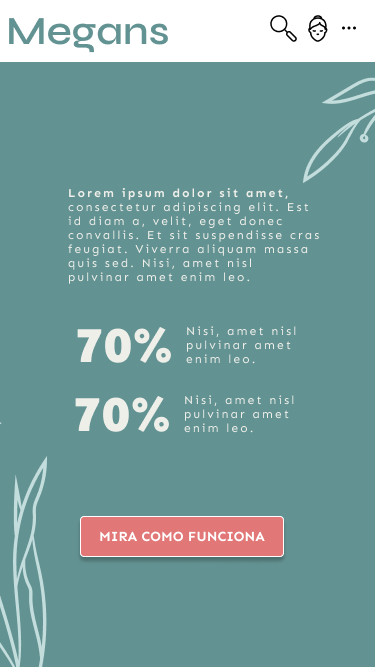 Megans
Lorem ipsum dolor sit amet,
consectetur adipiscing elit. Est
id diam a, velit, eget donec
convallis. Et sit suspendisse cras
feugiat. Viverra aliquam massa
quis sed. Nisi, amet nisl
pulvinar amet enim leo.
70%
Nisi, amet nisl
pulvinar amet
enim leo.
70%
Nisi, amet nisl
pulvinar amet
enim leo.
MIRA COMO FUNCIONA